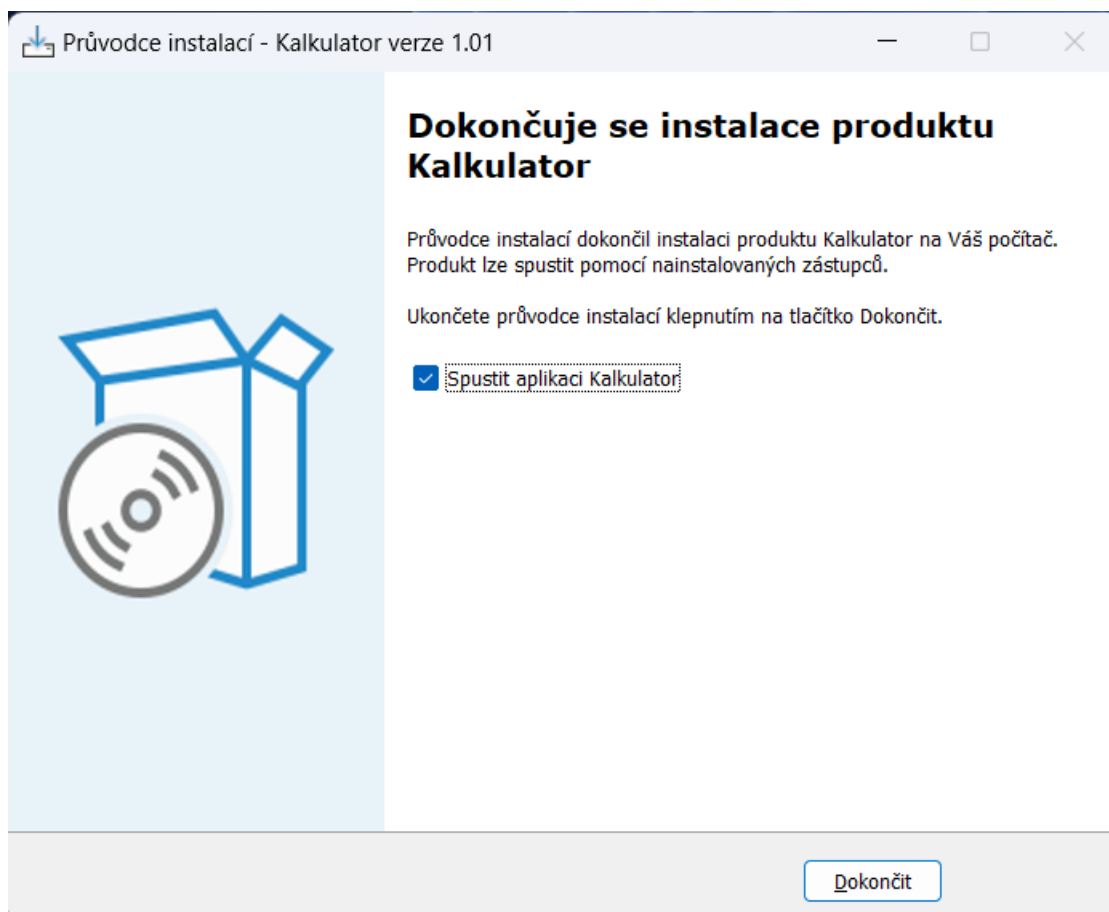 Průvodce instalací - Kalkulator verze 1.01
Dokončuje se instalace produktu
Kalkulator
Průvodce instalací dokončil instalaci produktu Kalkulator na Váš počítač.
Produkt lze spustit pomocí nainstalovaných zástupců.
Ukončete průvodce instalací klepnutím na tlačítko Dokončit.
Spustit aplikaci Kalkulator
Dokončit